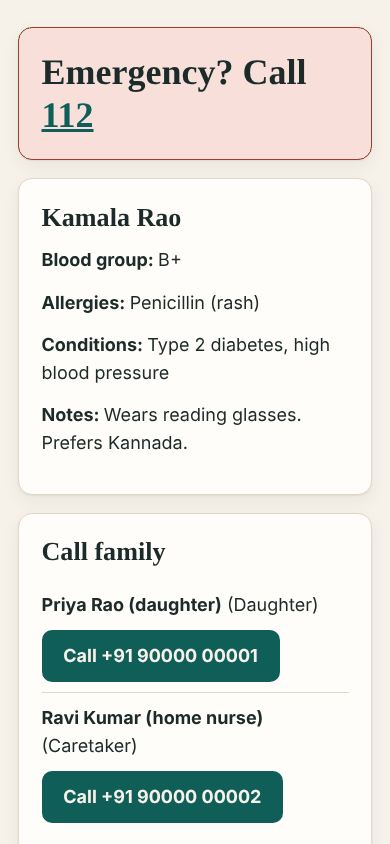 Emergency? Call
112
Kamala Rao
Blood group: B+
Allergies: Penicillin (rash)
Conditions: Type 2 diabetes, high
blood pressure
Notes: Wears reading glasses.
Prefers Kannada.
Call family
Priya Rao (daughter) (Daughter)
Call +91 90000 00001
Ravi Kumar (home nurse)
(Caretaker)
Call +91 90000 00002